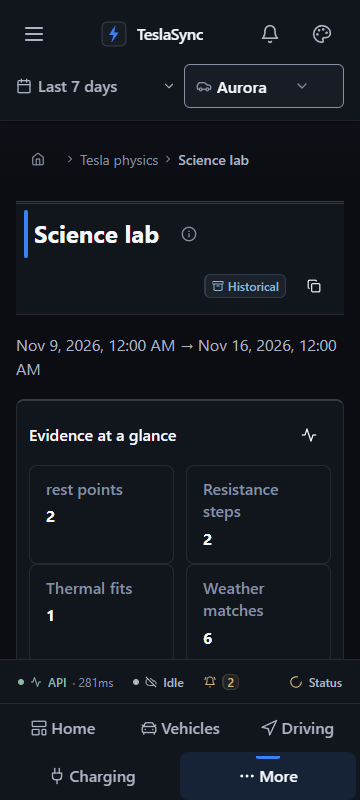 TeslaSync
Last 7 days
Aurora
Tesla physics
Science lab
Science lab
Historical
Nov 9, 2026, 12:00 AM → Nov 16, 2026, 12:00
AM
Evidence at a glance
rest points
2
Resistance
steps
2
Thermal fits
1
Weather
matches
6
API · 281ms
Idle
2
Status
Home
Vehicles
Driving
Charging
More